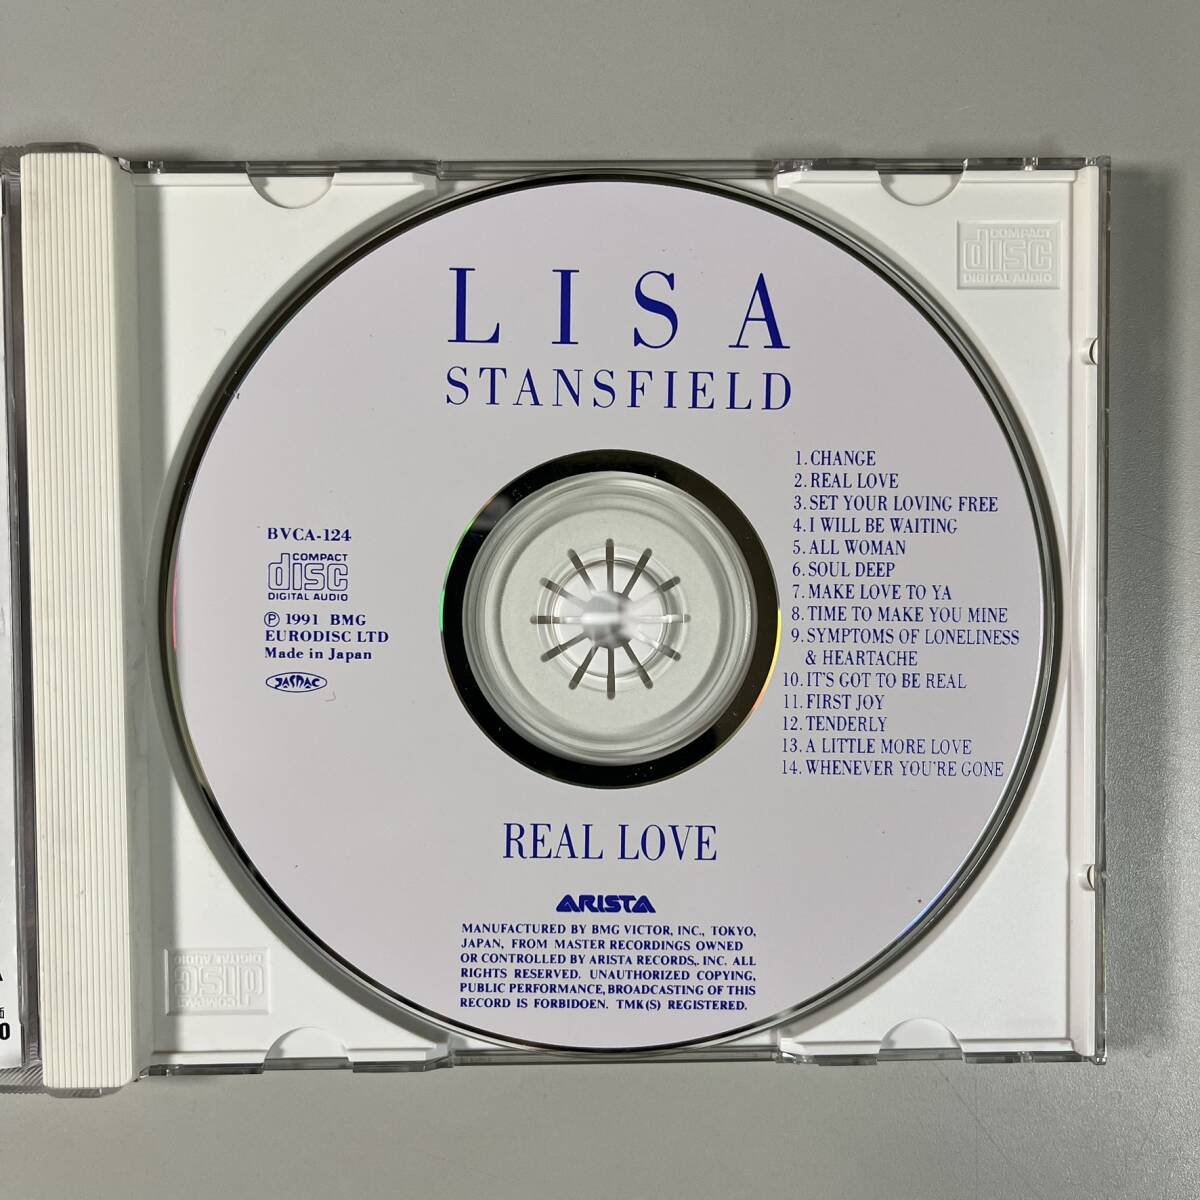 LISA
STANSFIELD
1. CHANGE
2. REAL LOVE
3. SET YOUR LOVING FREE
4. I WILL BE WAITING
5. ALL WOMAN
6. SOUL DEEP
7. MAKE LOVE TO YA
8. TIME TO MAKE YOU MINE
9. SYMPTOMS OF LONELINESS
& HEARTACHE
10. IT'S GOT TO BE REAL
11. FIRST JOY
12. TENDERLY
13. A LITTLE MORE LOVE
14. WHENEVER YOU'RE GONE
BVCA-124
COMPACT
disc
DIGITAL AUDIO
Ⓟ 1991 BMG
EURODISC LTD
Made in Japan
JASRAC
REAL LOVE
ARISTA
MANUFACTURED BY BMG VICTOR, INC., TOKYO,
JAPAN, FROM MASTER RECORDINGS OWNED
OR CONTROLLED BY ARISTA RECORDS,. INC. ALL
RIGHTS RESERVED. UNAUTHORIZED COPYING,
PUBLIC PERFORMANCE, BROADCASTING OF THIS
RECORD IS FORBIDOEN. TMK(S) REGISTERED.
COMPACT
disc
DIGITAL AUDIO
COMPACT
disc
DIGITAL AUDIO